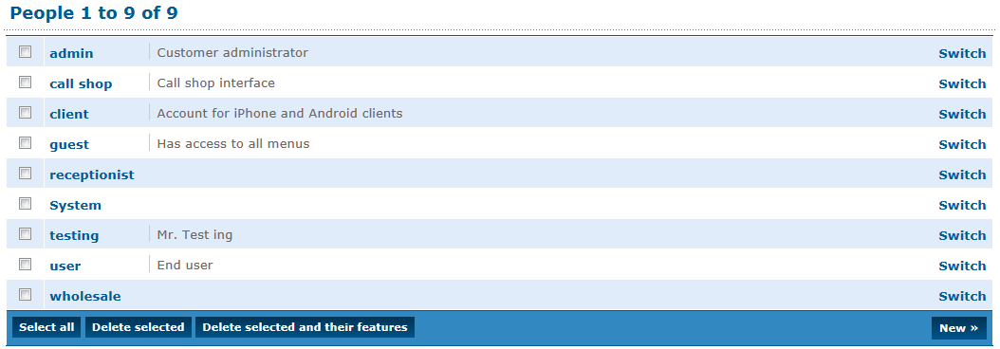 People 1 to 9 of 9
admin Customer administrator Switch
call shop Call shop interface Switch
client Account for iPhone and Android clients Switch
guest Has access to all menus Switch
receptionist Switch
System Switch
testing Mr. Test ing Switch
user End user Switch
wholesale Switch
Select all Delete selected Delete selected and their features New »